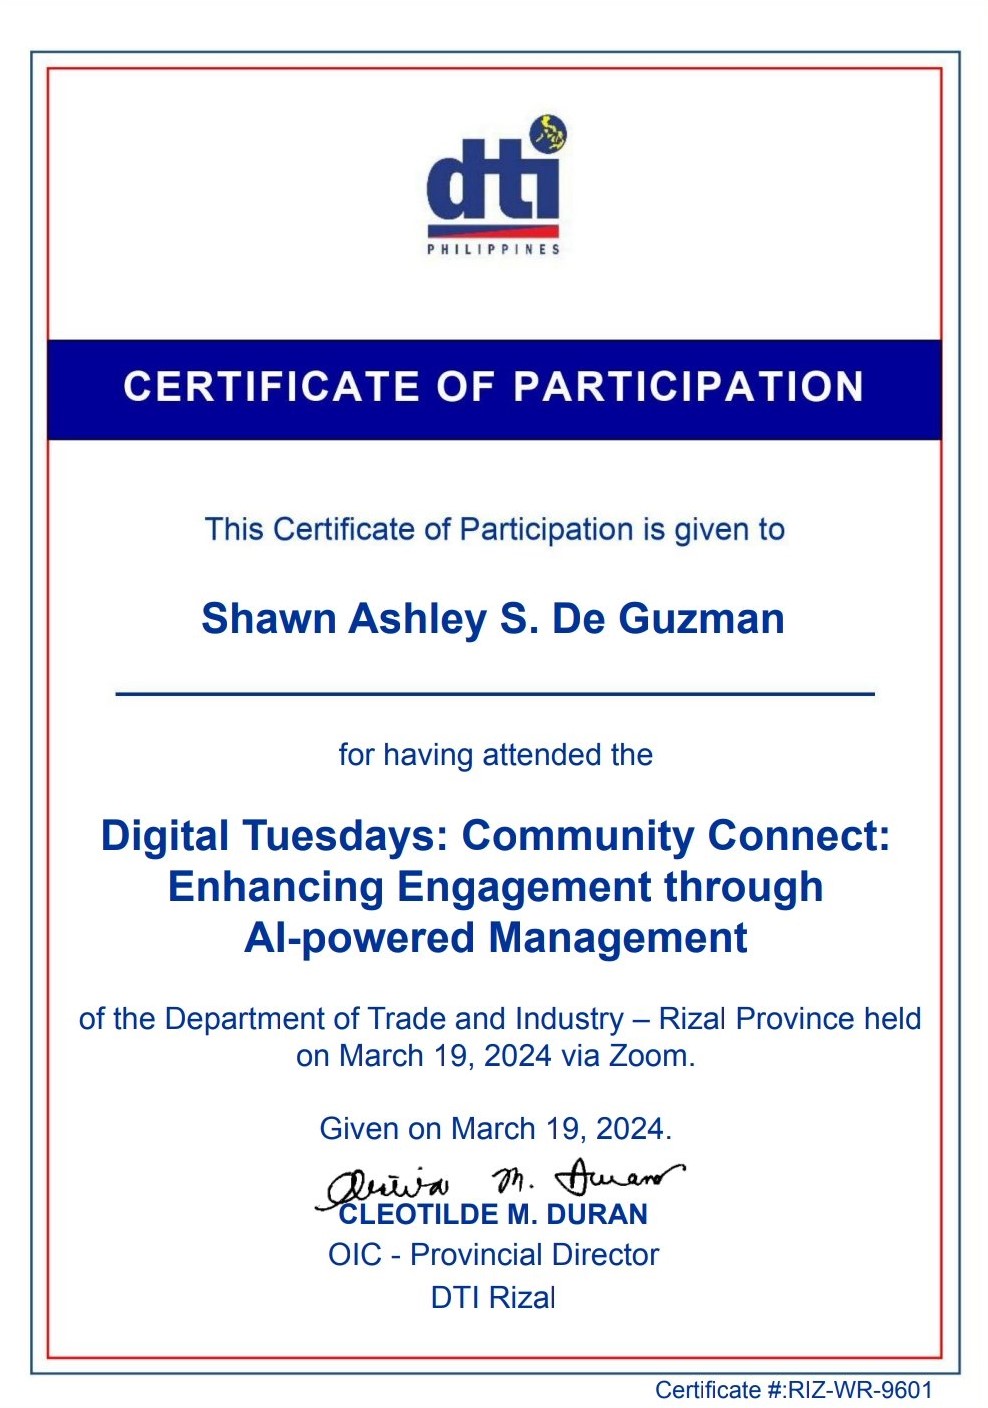 dti
PHILIPPINES
CERTIFICATE OF PARTICIPATION
This Certificate of Participation is given to
Shawn Ashley S. De Guzman
for having attended the
Digital Tuesdays: Community Connect:
Enhancing Engagement through
AI-powered Management
of the Department of Trade and Industry – Rizal Province held
on March 19, 2024 via Zoom.
Given on March 19, 2024.
CLEOTILDE M. DURAN
OIC - Provincial Director
DTI Rizal
Certificate #:RIZ-WR-9601